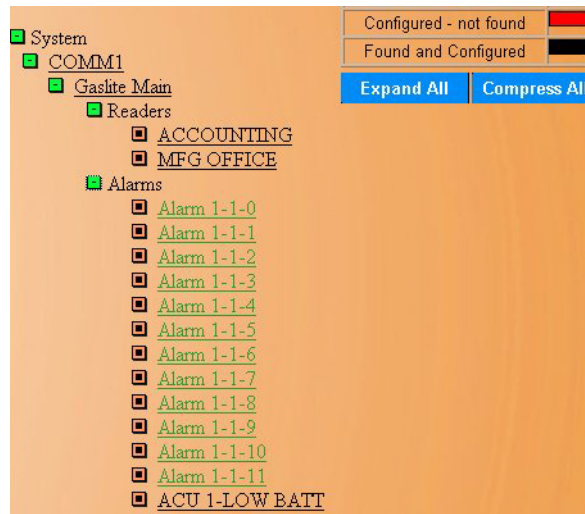 Configured - not found
Found and Configured
Expand All
Compress All
System
COMM1
Gaslite Main
Readers
ACCOUNTING
MFG OFFICE
Alarms
Alarm 1-1-0
Alarm 1-1-1
Alarm 1-1-2
Alarm 1-1-3
Alarm 1-1-4
Alarm 1-1-5
Alarm 1-1-6
Alarm 1-1-7
Alarm 1-1-8
Alarm 1-1-9
Alarm 1-1-10
Alarm 1-1-11
ACU 1-LOW BATT